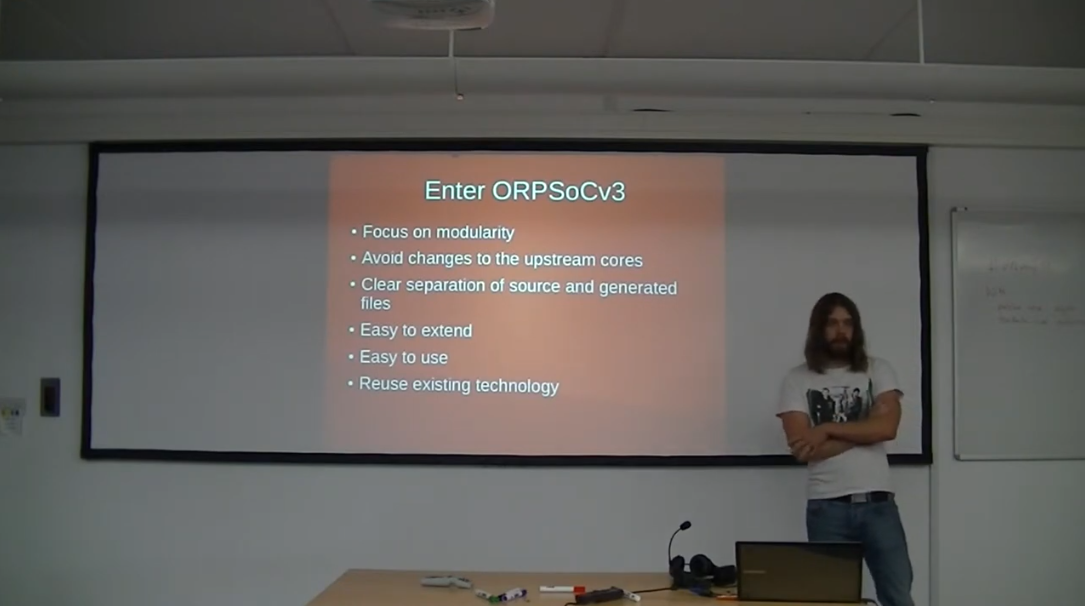 Enter ORPSoCv3
• Focus on modularity
• Avoid changes to the upstream cores
• Clear separation of source and generated
files
• Easy to extend
• Easy to use
• Reuse existing technology